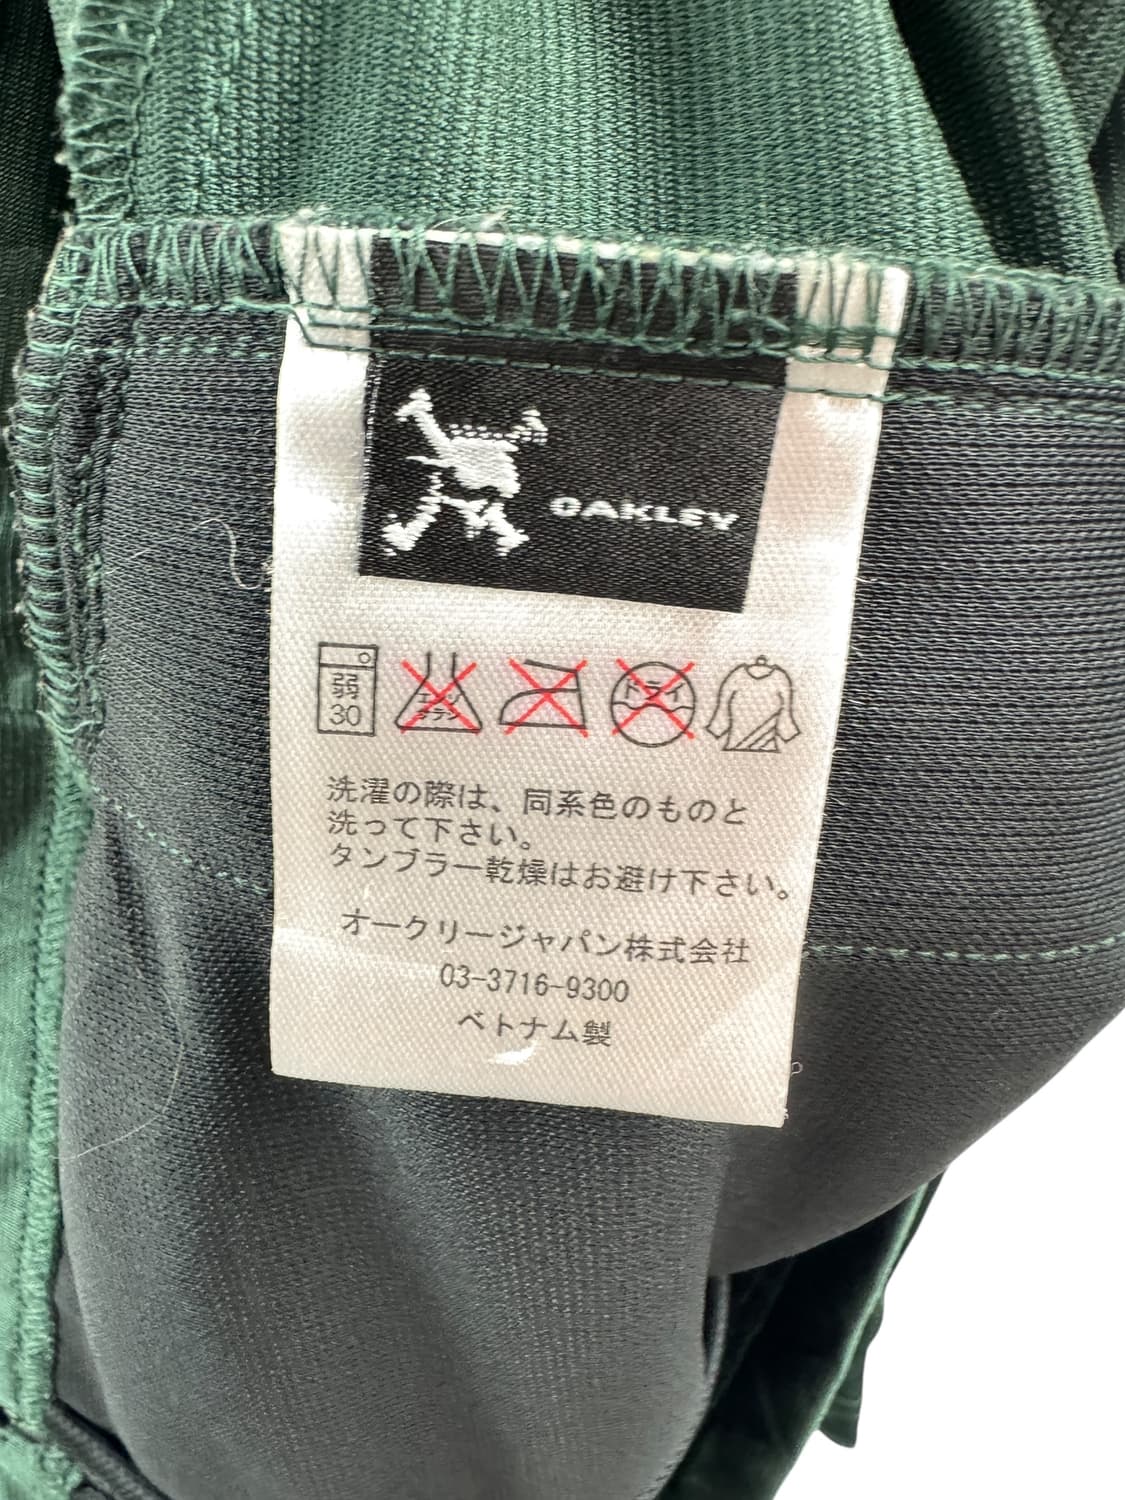 OAKLEY
弱
30
エンソ
サラシ
ドライ
洗濯の際は、同系色のものと
洗って下さい。
タンブラー乾燥はお避け下さい。
オークリージャパン株式会社
03-3716-9300
ベトナム製